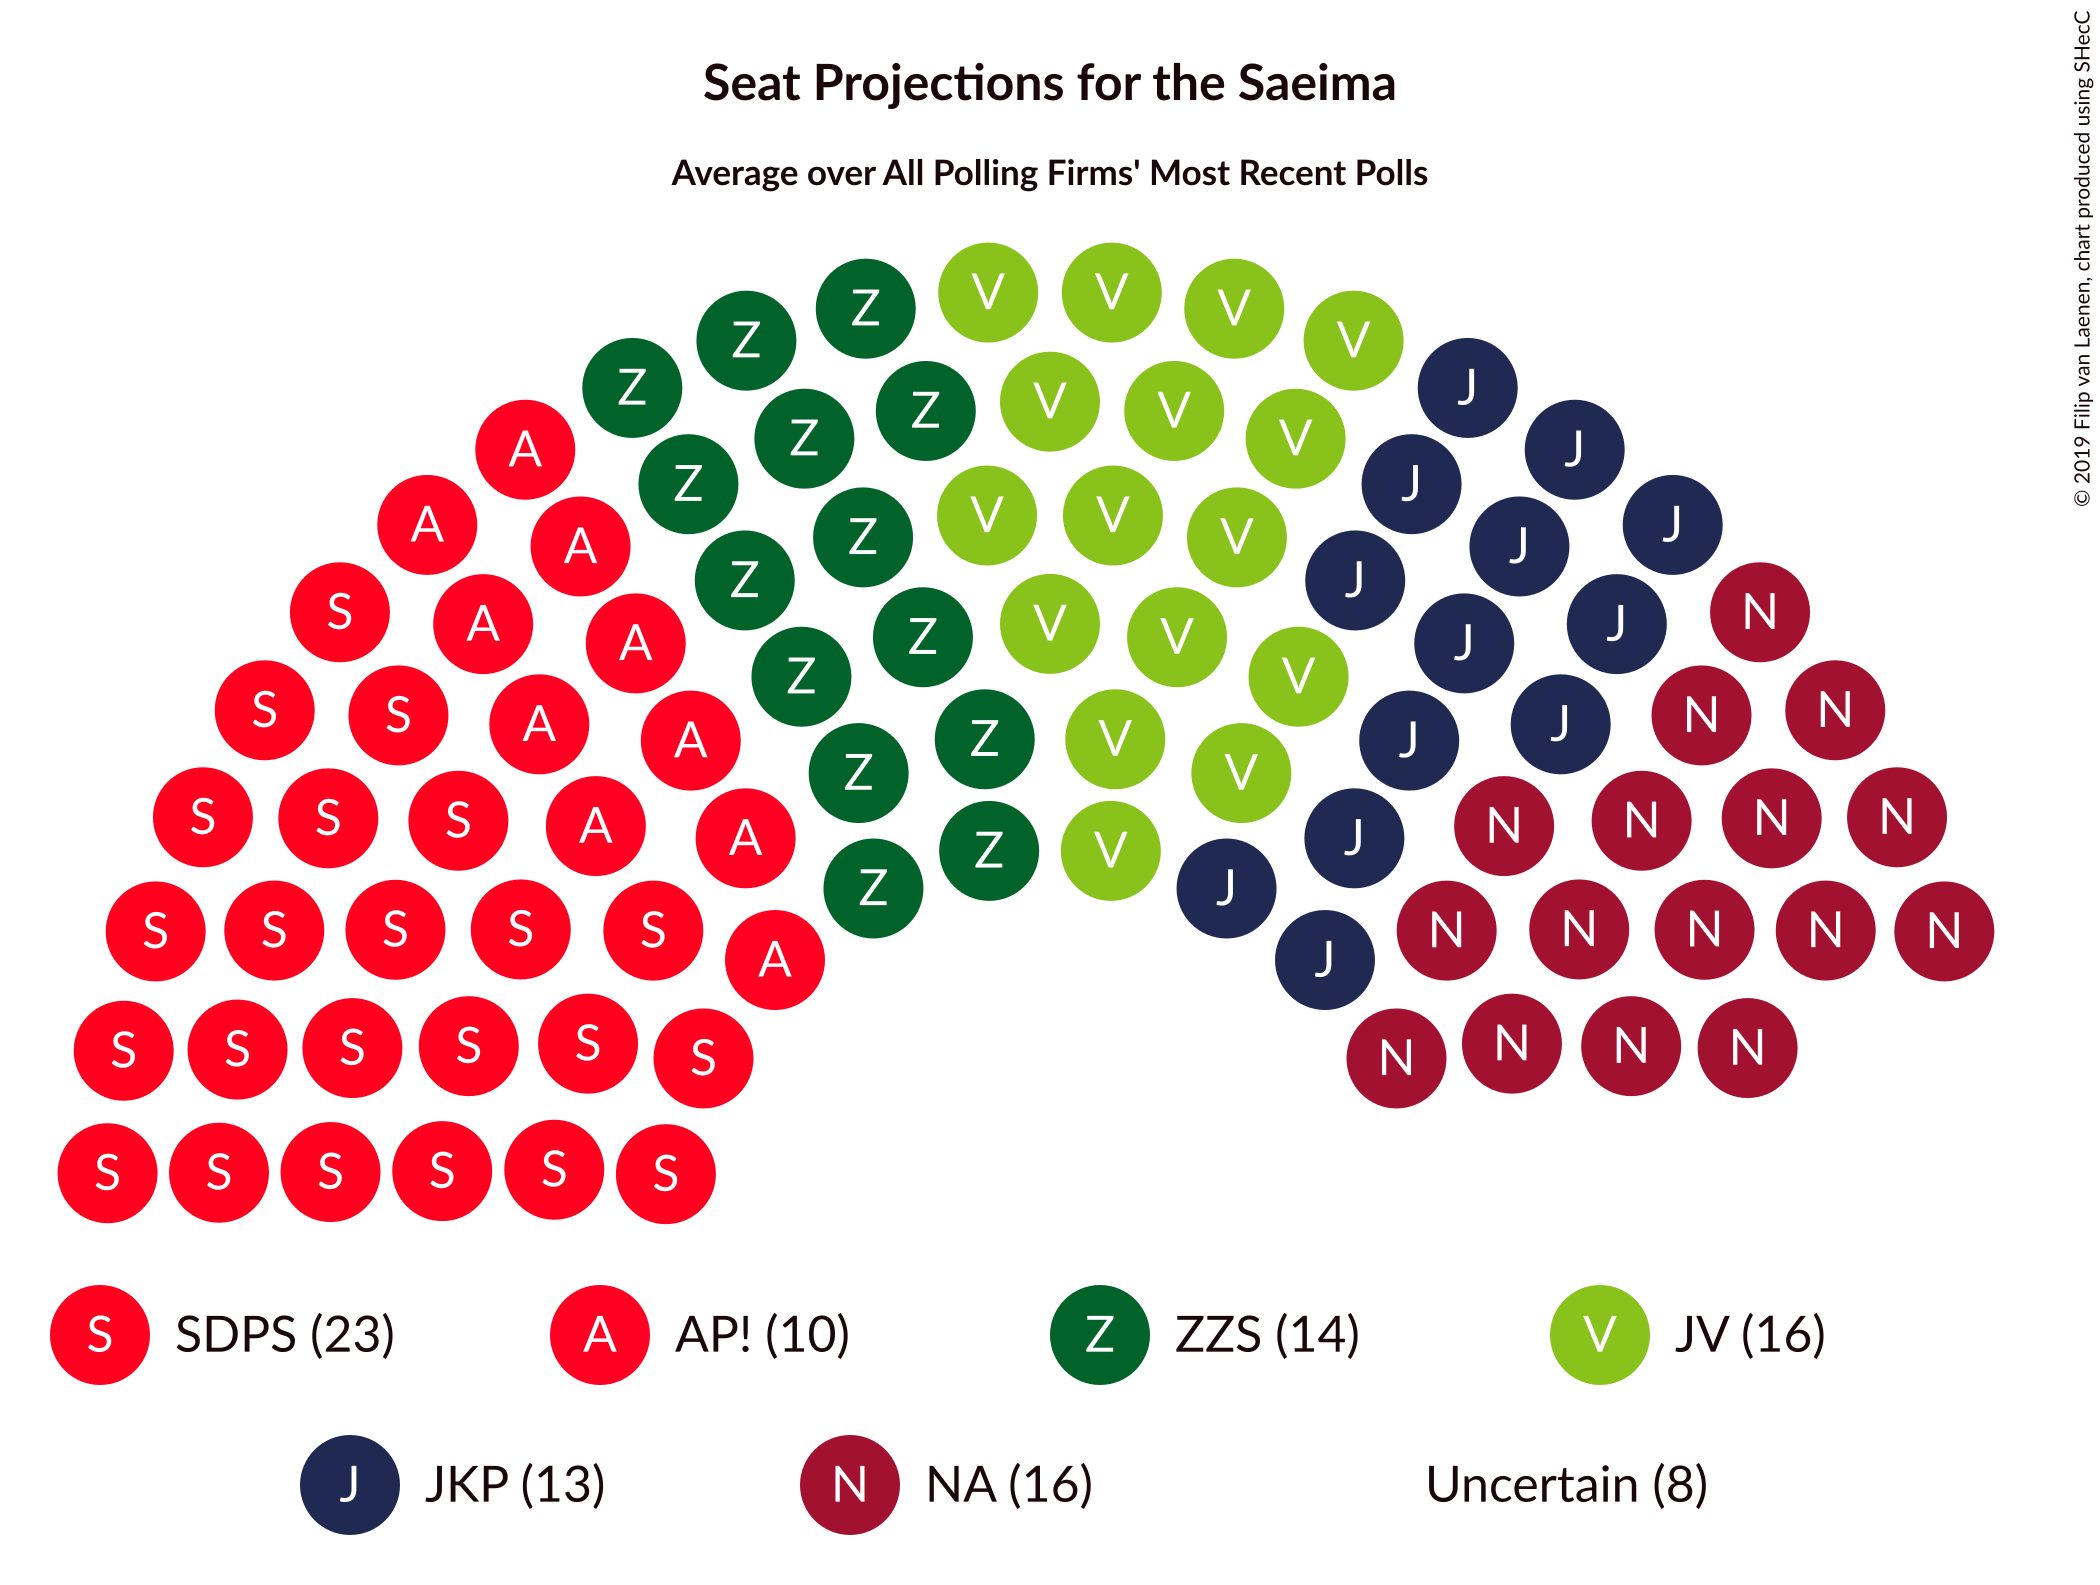 Seat Projections for the Saeima
Average over All Polling Firms' Most Recent Polls
© 2019 Filip van Laenen, chart produced using SHecC
Z V V V V
Z Z J
Z Z V V V J
A Z V J
A A Z Z V V V J J J
S A A Z Z V V V J J J N
S S A A Z Z V V J J N N
S S S A A Z Z V J J N N N N
S S S S S A Z J J N N N N N
S S S S S S N N N N
S S S S S S
S SDPS (23) A AP! (10) Z ZZS (14) V JV (16)
J JKP (13) N NA (16) Uncertain (8)